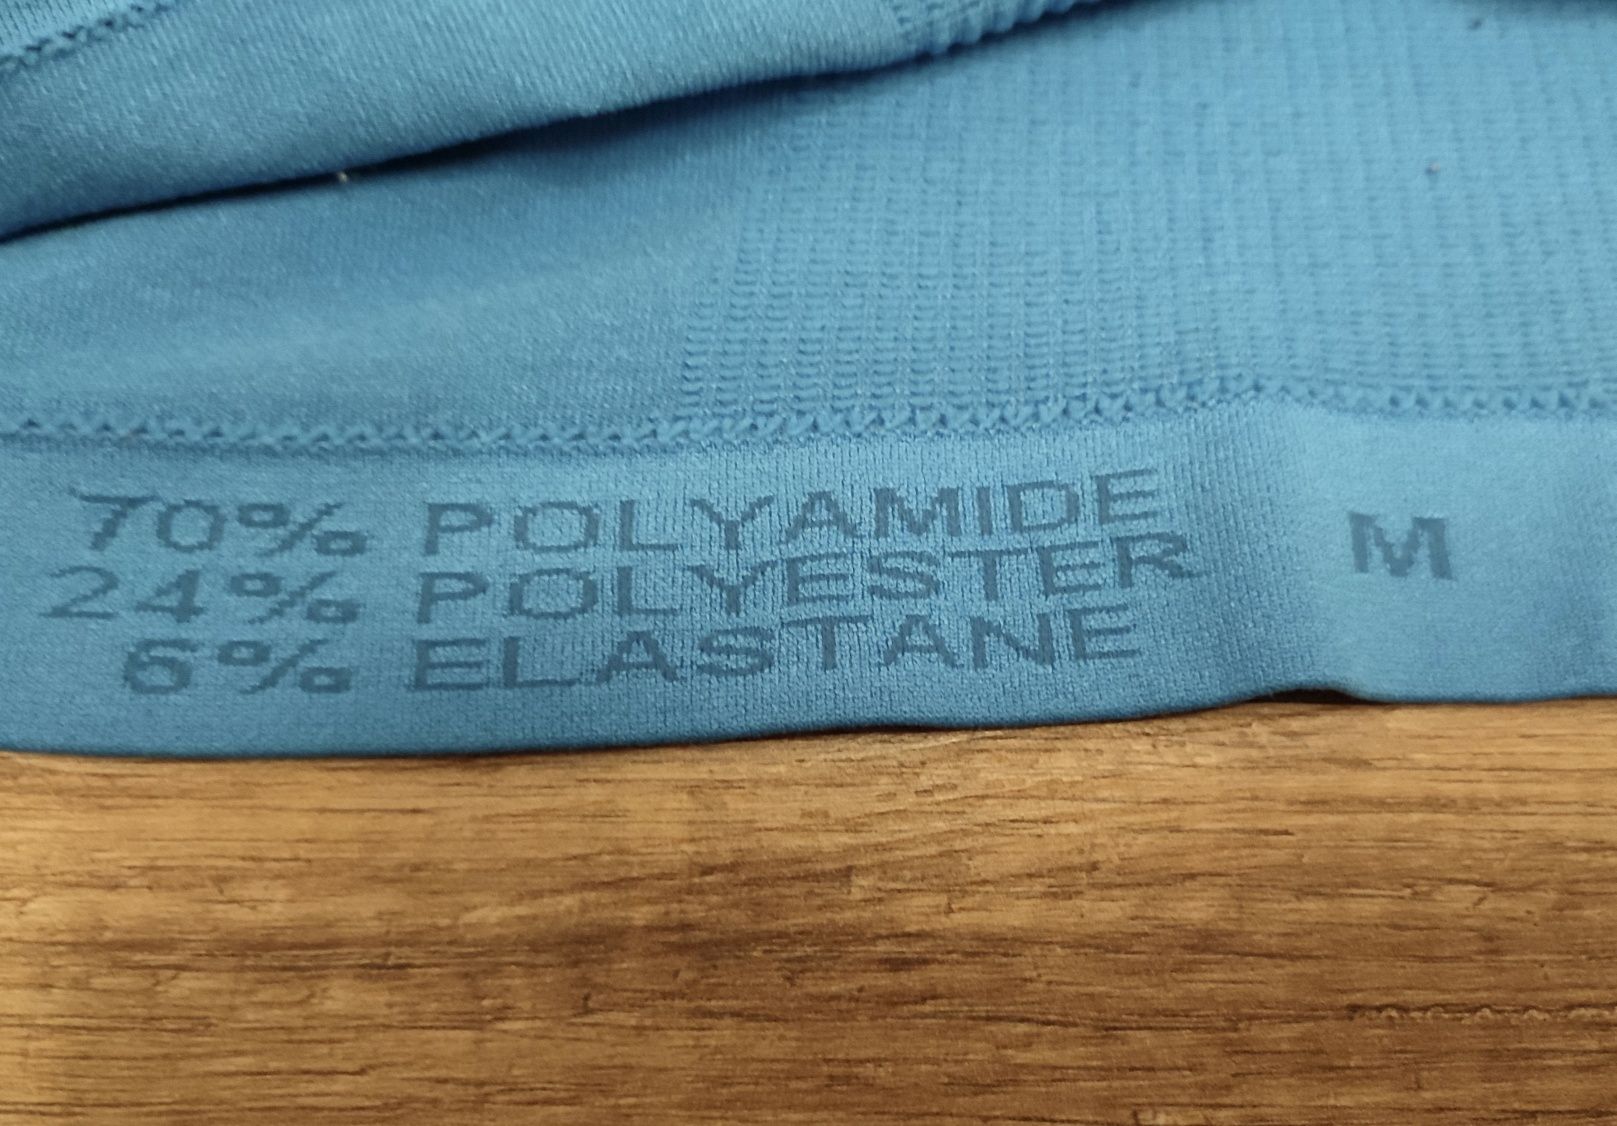 70% POLYAMIDE
24% POLYESTER
6% ELASTANE
M